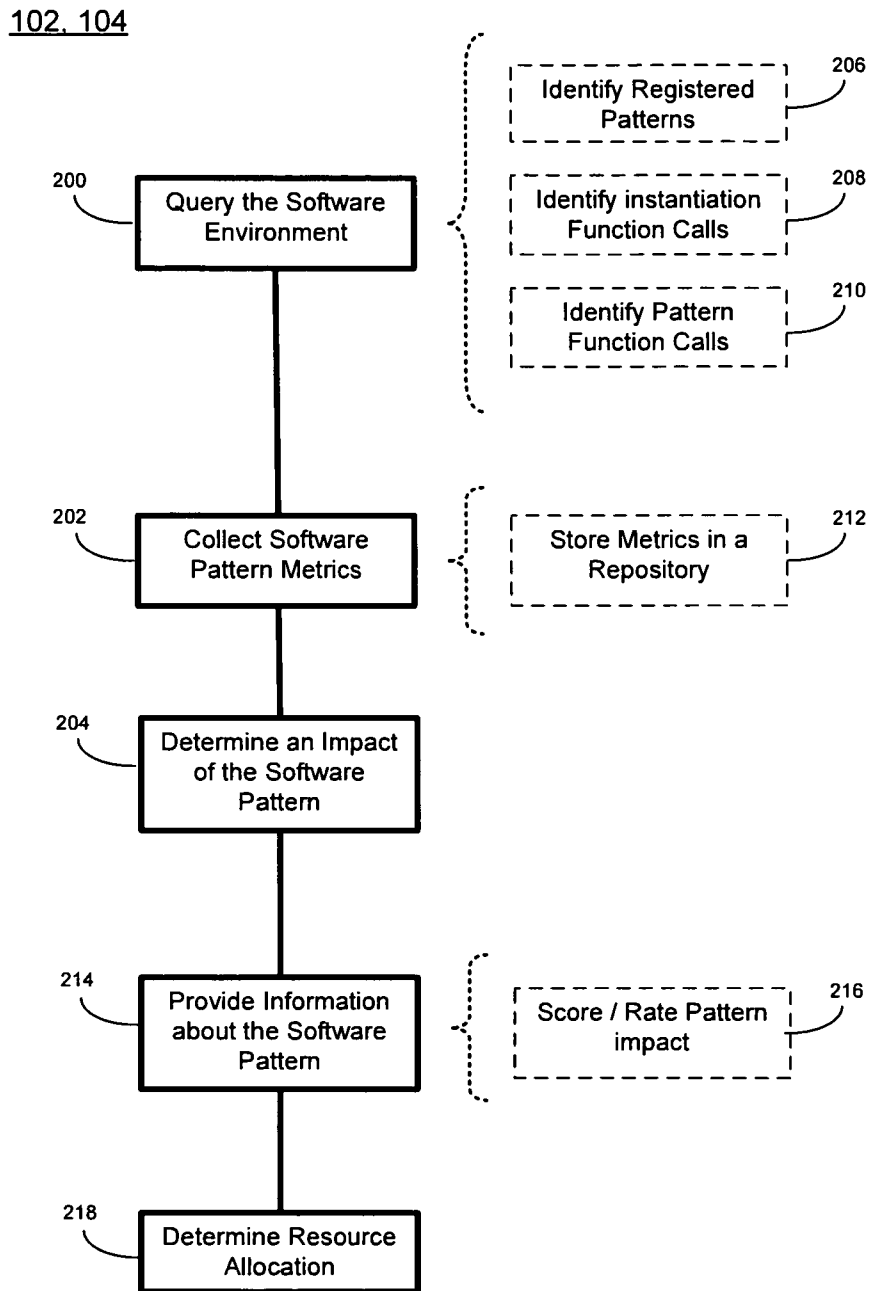 102, 104
206
Identify Registered
Patterns
200
Query the Software
Environment
208
Identify instantiation
Function Calls
210
Identify Pattern
Function Calls
202
Collect Software
Pattern Metrics
212
Store Metrics in a
Repository
204
Determine an Impact
of the Software
Pattern
214
Provide Information
about the Software
Pattern
216
Score / Rate Pattern
impact
218
Determine Resource
Allocation